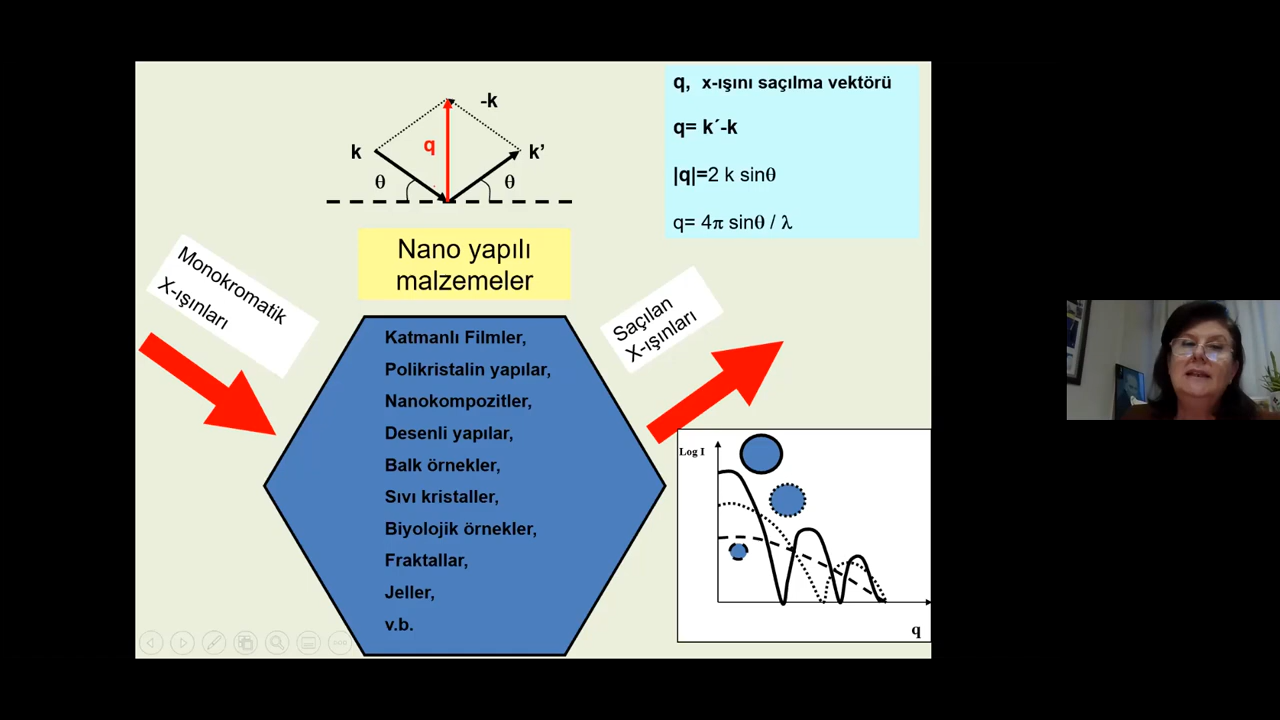 -k
k
q
k’
θ
θ
q, x-ışını saçılma vektörü
q= k´-k
|q|=2 k sinθ
q= 4π sinθ / λ
Nano yapılı
malzemeler
Monokromatik
X-ışınları
Saçılan
X-ışınları
Katmanlı Filmler,
Polikristalin yapılar,
Nanokompozitler,
Desenli yapılar,
Balk örnekler,
Sıvı kristaller,
Biyolojik örnekler,
Fraktallar,
Jeller,
v.b.
Log I
q